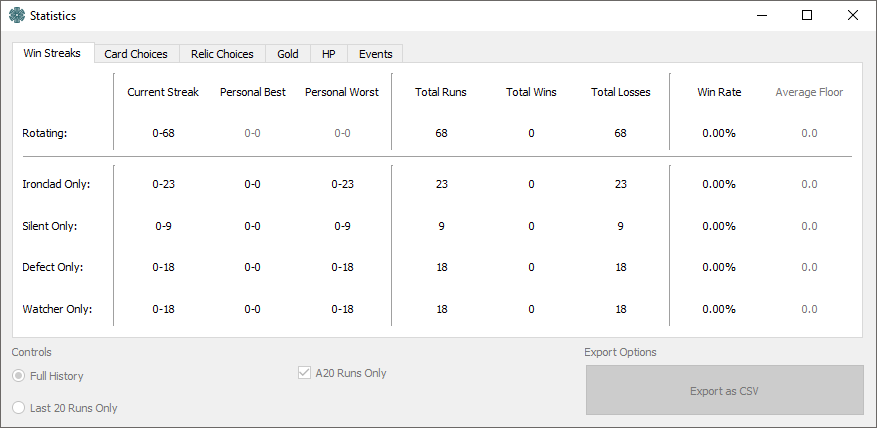 Statistics
Win Streaks Card Choices Relic Choices Gold HP Events
Current Streak Personal Best Personal Worst Total Runs Total Wins Total Losses Win Rate Average Floor
Rotating: 0-68 0-0 0-0 68 0 68 0.00% 0.0
Ironclad Only: 0-23 0-0 0-23 23 0 23 0.00% 0.0
Silent Only: 0-9 0-0 0-9 9 0 9 0.00% 0.0
Defect Only: 0-18 0-0 0-18 18 0 18 0.00% 0.0
Watcher Only: 0-18 0-0 0-18 18 0 18 0.00% 0.0
Controls Export Options
Full History A20 Runs Only
Export as CSV
Last 20 Runs Only